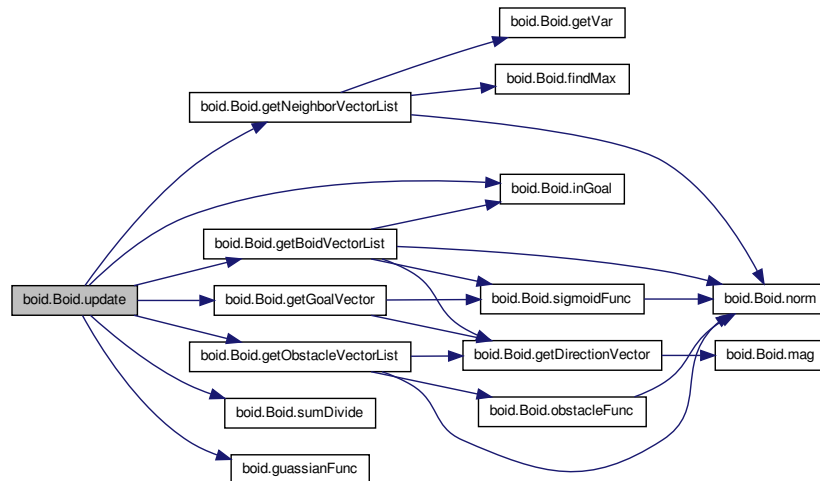 boid.Boid.getVar
boid.Boid.findMax
boid.Boid.getNeighborVectorList
boid.Boid.inGoal
boid.Boid.getBoidVectorList
boid.Boid.update
boid.Boid.getGoalVector
boid.Boid.sigmoidFunc
boid.Boid.norm
boid.Boid.getObstacleVectorList
boid.Boid.getDirectionVector
boid.Boid.mag
boid.Boid.sumDivide
boid.Boid.obstacleFunc
boid.guassianFunc